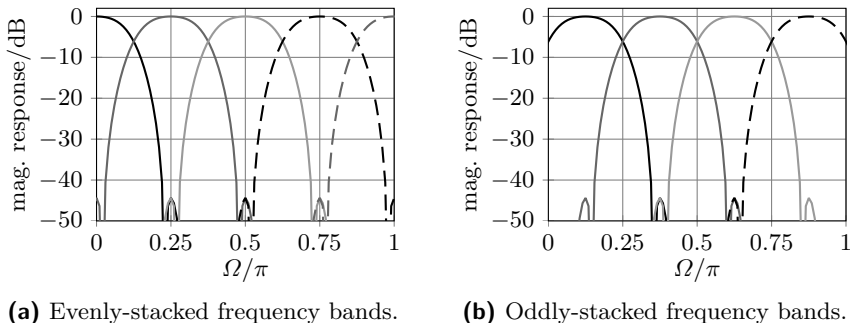 mag. response/dB
0
−10
−20
−30
−40
−50
0 0.25 0.5 0.75 1
Ω/π
(a) Evenly-stacked frequency bands.
mag. response/dB
0
−10
−20
−30
−40
−50
0 0.25 0.5 0.75 1
Ω/π
(b) Oddly-stacked frequency bands.